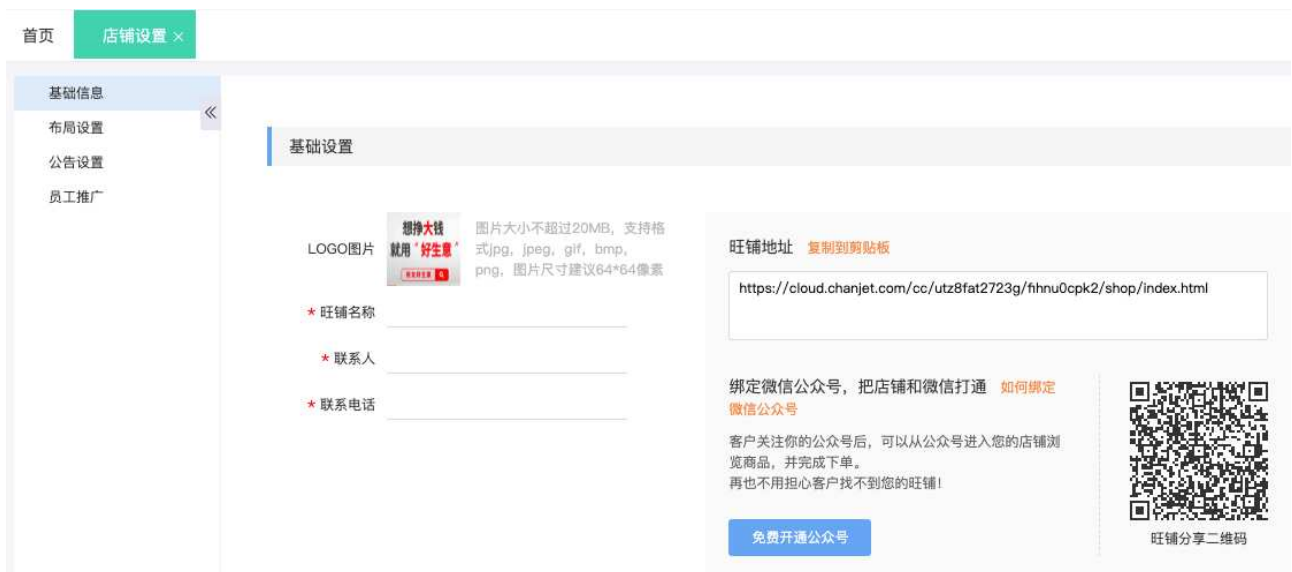 首页
店铺设置 ×
基础信息
布局设置
公告设置
员工推广
基础设置
LOGO图片
想挣大钱
就用“好生意”
图片大小不超过20MB，支持格
式jpg，jpeg，gif，bmp，
png，图片尺寸建议64*64像素
* 旺铺名称
* 联系人
* 联系电话
旺铺地址 复制到剪贴板
https://cloud.chanjet.com/cc/utz8fat2723g/fihnu0cpk2/shop/index.html
绑定微信公众号，把店铺和微信打通 如何绑定
微信公众号
客户关注你的公众号后，可以从公众号进入您的店铺浏
览商品，并完成下单。
再也不用担心客户找不到您的旺铺！
免费开通公众号
旺铺分享二维码